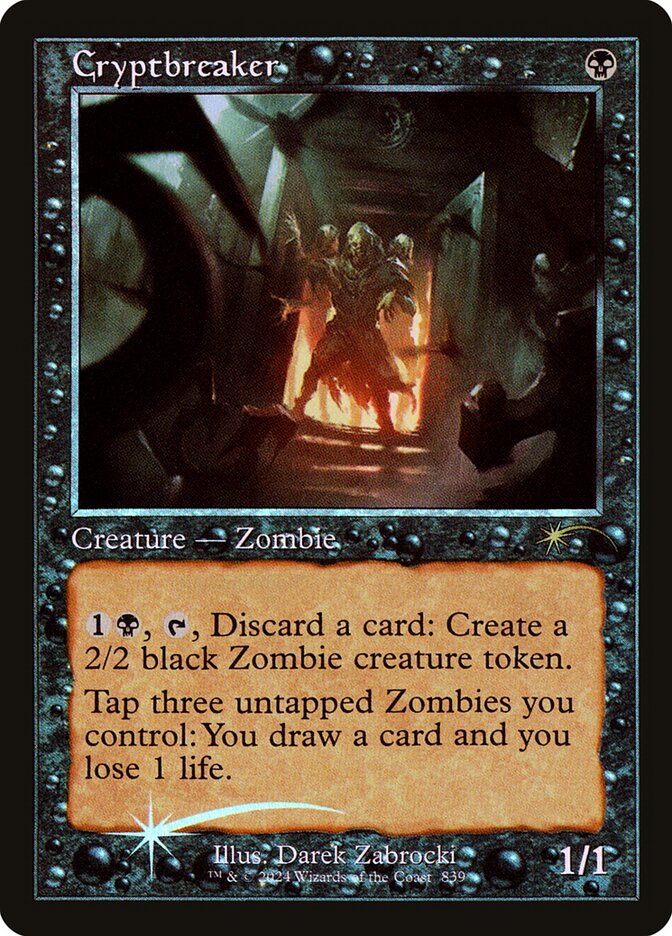 Cryptbreaker
Creature — Zombie
1, , Discard a card: Create a
2/2 black Zombie creature token.
Tap three untapped Zombies you
control: You draw a card and you
lose 1 life.
Illus. Darek Zabrocki
™ & © 2024 Wizards of the Coast 839
1/1